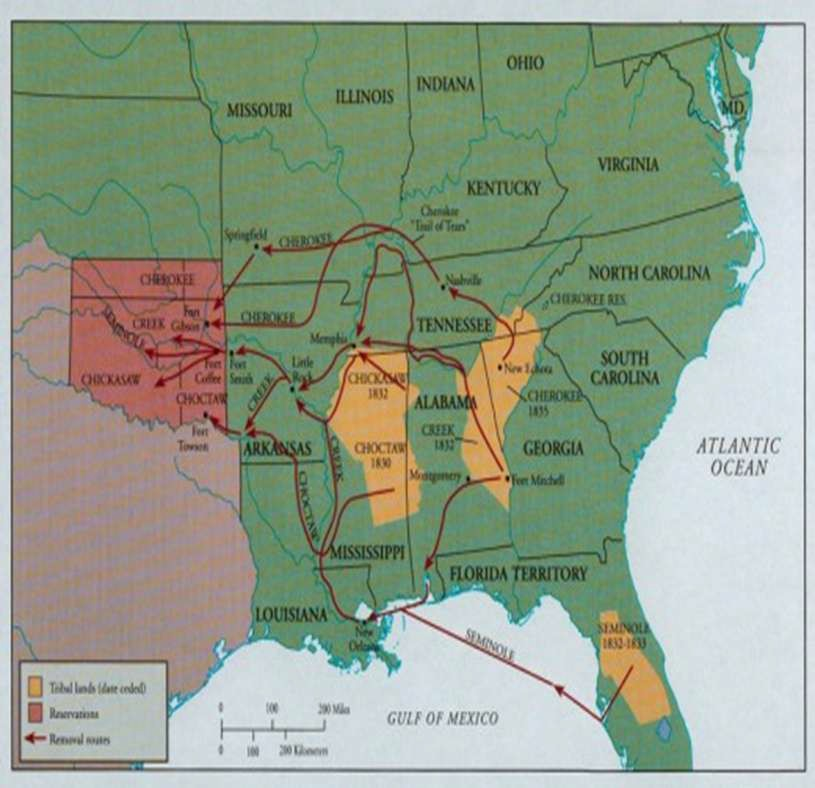 OHIO
INDIANA
ILLINOIS
MISSOURI
MD.
VIRGINIA
KENTUCKY
Cherokee
"Trail of Tears"
Springfield
CHEROKEE
NORTH CAROLINA
CHEROKEE
Nashville
CHEROKEE RES.
Fort
Gibson
CREEK
SEMINOLE
CHEROKEE
TENNESSEE
Memphis
SOUTH
CAROLINA
Fort
Coffee
Fort
Smith
Little
Rock
New Echota
CHICKASAW
CHICKASAW
1832
CHEROKEE
1835
ALABAMA
CHOCTAW
CREEK
CREEK
1832
Fort
Towson
ARKANSAS
CHOCTAW
1830
GEORGIA
ATLANTIC
OCEAN
CREEK
Montgomery
Fort Mitchell
CHOCTAW
MISSISSIPPI
FLORIDA TERRITORY
LOUISIANA
New
Orleans
SEMINOLE
SEMINOLE
1832-1833
Tribal lands (date ceded)
Reservations
Removal routes
0 100 200 Miles
0 100 200 Kilometers
GULF OF MEXICO